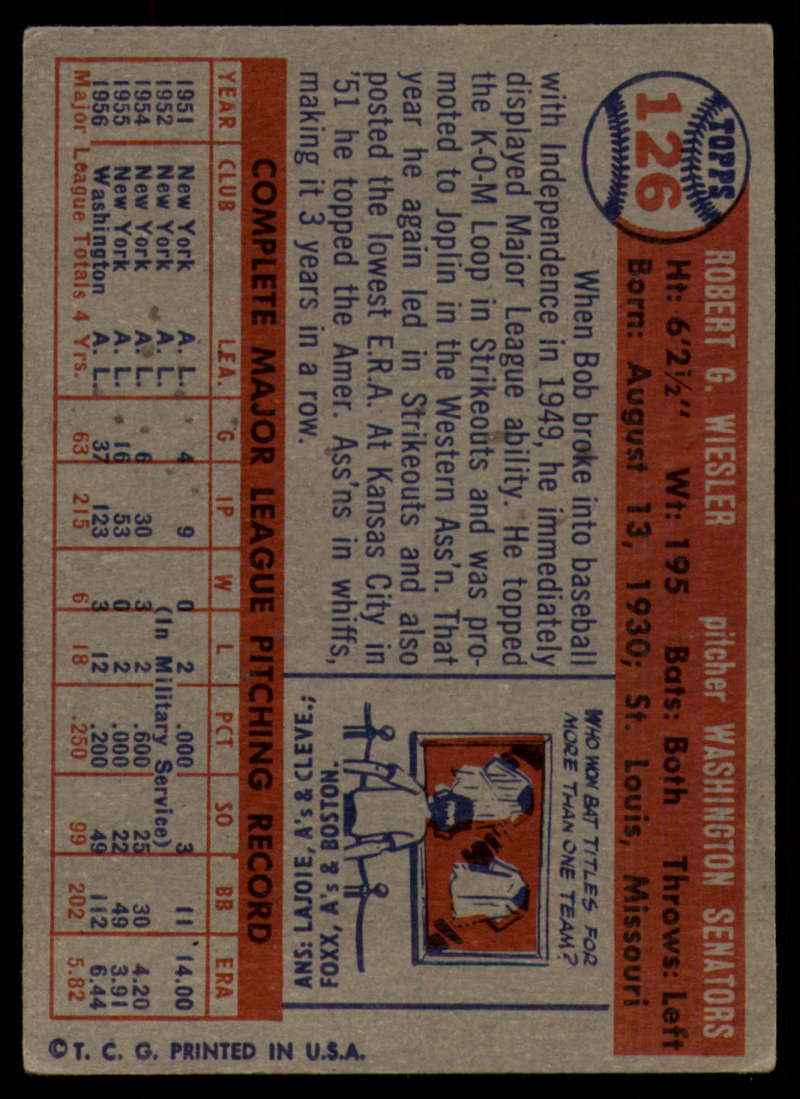 TOPPS
126
ROBERT G. WIESLER pitcher WASHINGTON SENATORS
Ht: 6'2½" Wt: 195 Bats: Both Throws: Left
Born: August 13, 1930; St. Louis, Missouri
When Bob broke into baseball
with Independence in 1949, he immediately
displayed Major League ability. He topped
the K-O-M Loop in Strikeouts and was pro-
moted to Joplin in the Western Ass'n. That
year he again led in Strikeouts and also
posted the lowest E.R.A. At Kansas City in
'51 he topped the Amer. Ass'ns in whiffs,
making it 3 years in a row.
WHO WON BAT TITLES FOR
MORE THAN ONE TEAM?
ANS: LAJOIE, A's & CLEVE.;
FOXX, A's & BOSTON.
COMPLETE MAJOR LEAGUE PITCHING RECORD
YEAR CLUB LEA. G IP W L PCT SO BB ERA
1951 New York A. L. 4 9 0 2 .000 3 11 14.00
1952 New York A. L. (In Military Service)
1954 New York A. L. 6 30 3 2 .600 25 30 4.20
1955 New York A. L. 16 53 0 2 .000 22 49 3.91
1956 Washington A. L. 37 123 3 12 .200 49 112 6.44
Major League Totals 4 Yrs. 63 215 6 18 .250 99 202 5.82
© T. C. G. PRINTED IN U.S.A.